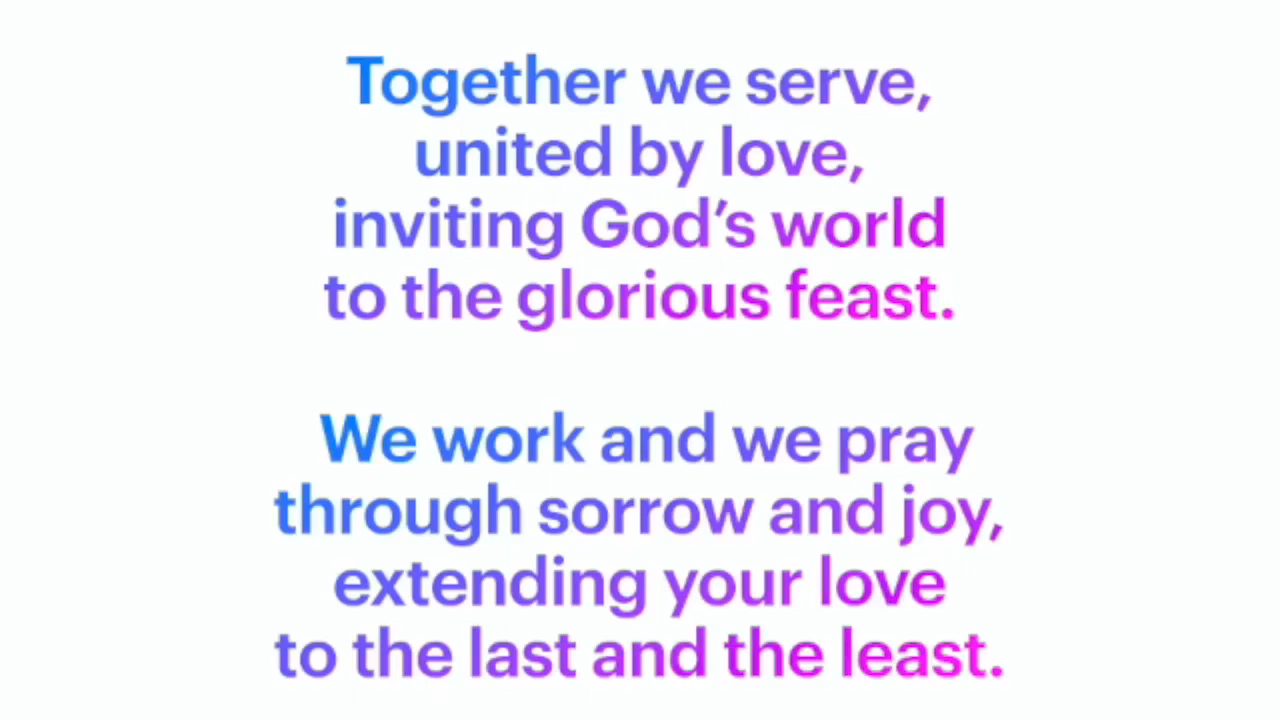 Together we serve,
united by love,
inviting God’s world
to the glorious feast.
We work and we pray
through sorrow and joy,
extending your love
to the last and the least.